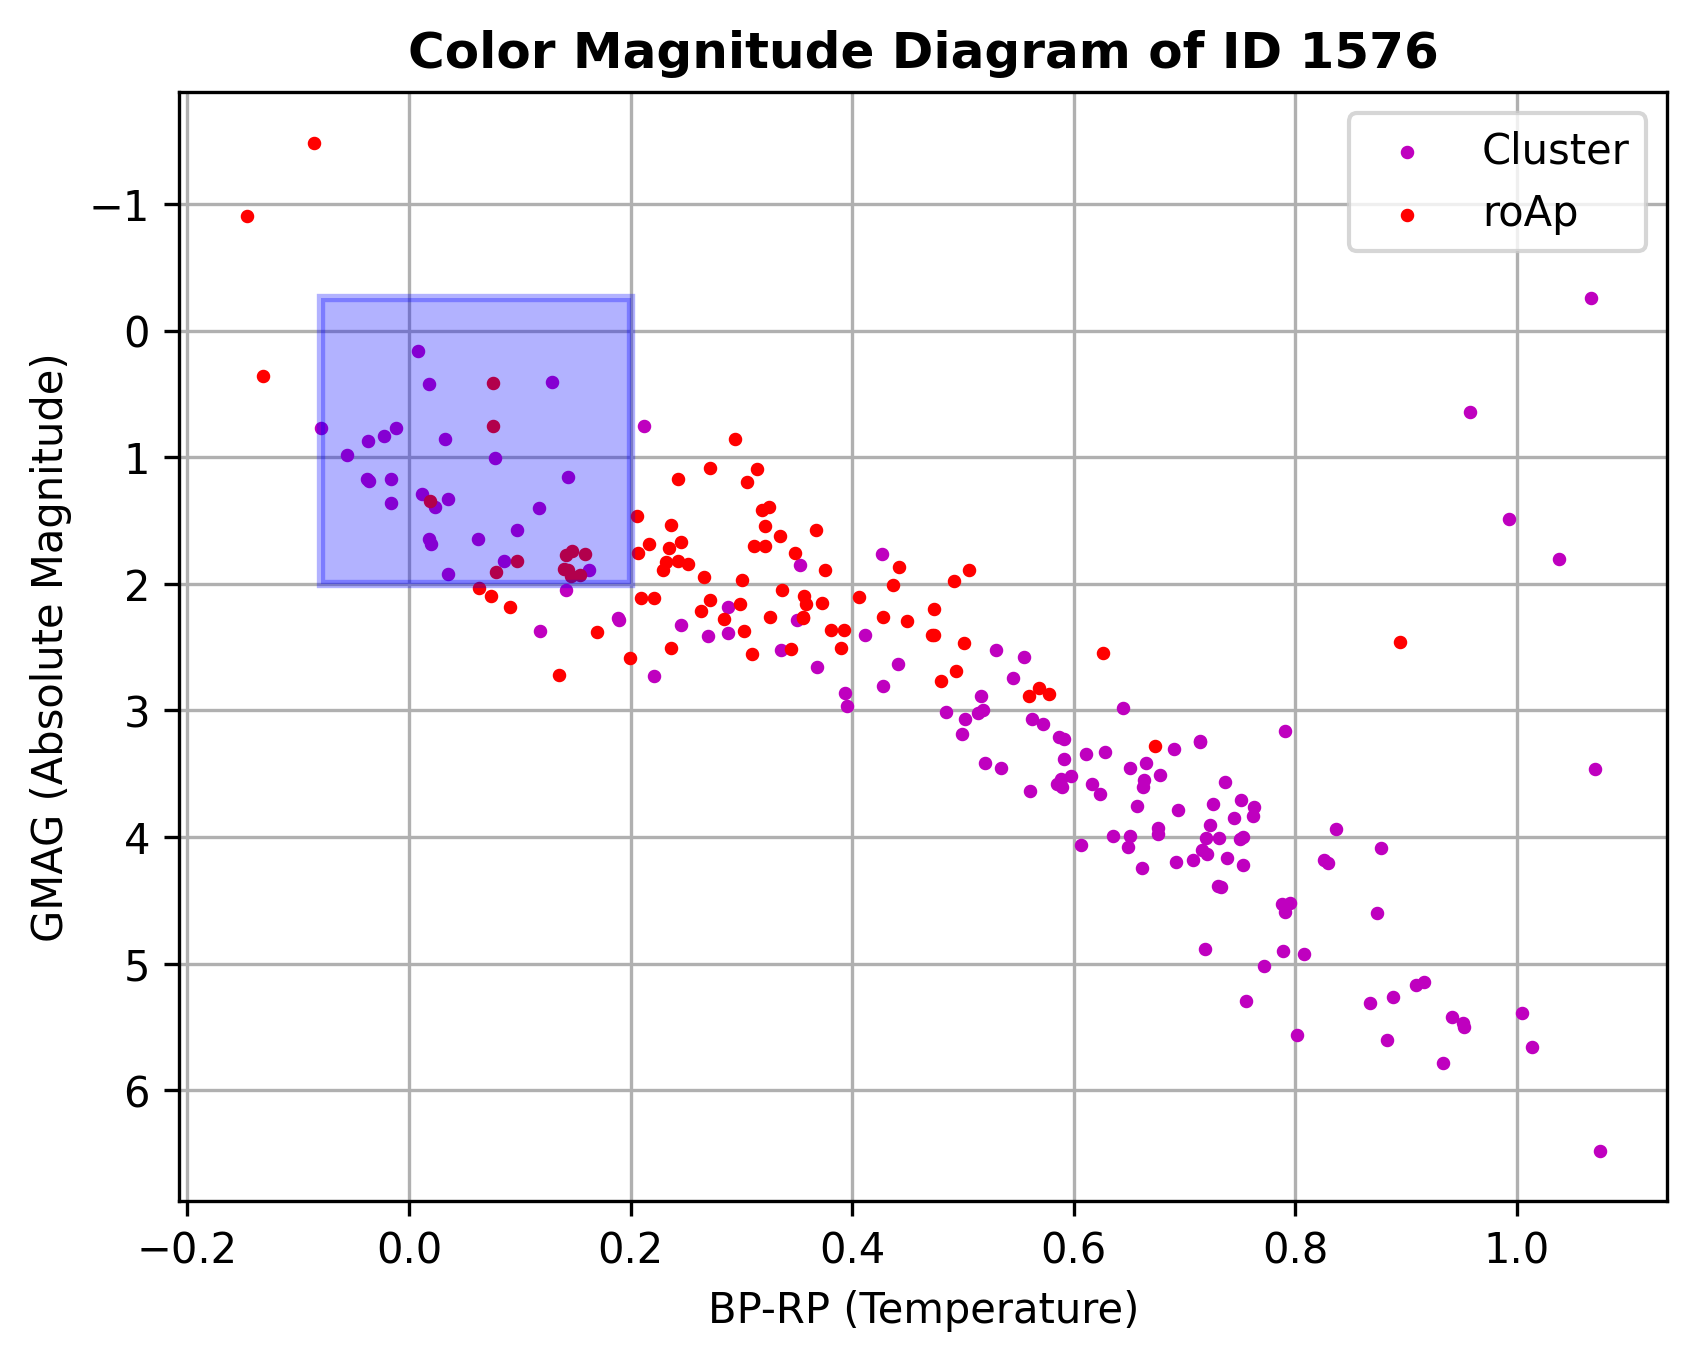 Color Magnitude Diagram of ID 1576
Cluster
roAp
GMAG (Absolute Magnitude)
−1
0
1
2
3
4
5
6
−0.2 0.0 0.2 0.4 0.6 0.8 1.0
BP-RP (Temperature)